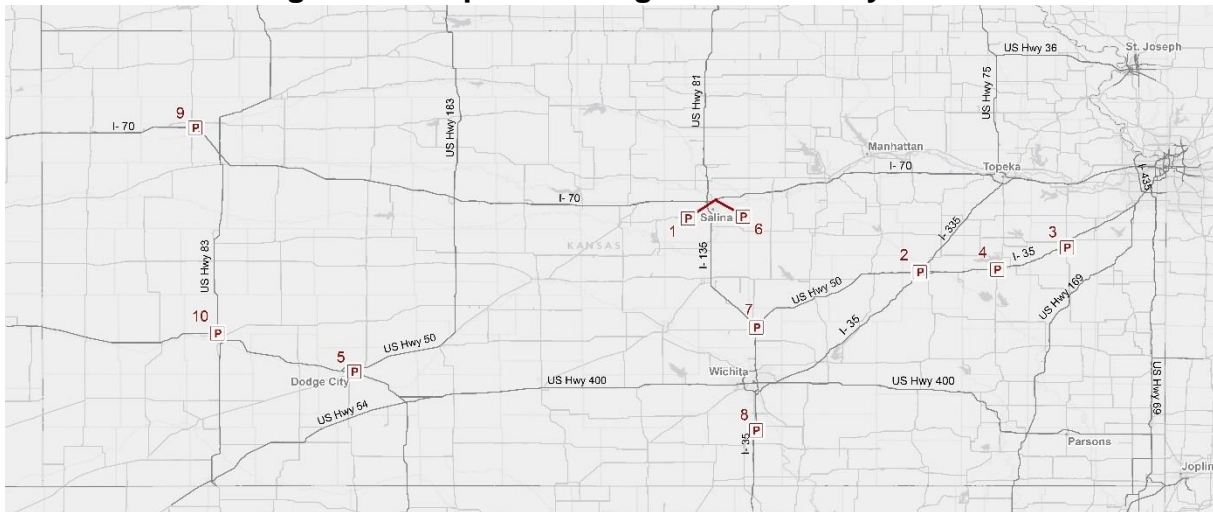 US Hwy 36
St. Joseph
US Hwy 81
US Hwy 75
US Hwy 183
9
P
I- 70
Manhattan
I- 70
Topeka
I- 435
I- 70
P
Salina
P
1
6
KANSAS
I- 335
3
P
2
4
I- 35
P
P
I- 135
US Hwy 83
US Hwy 50
US Hwy 169
7
P
10
P
I- 35
US Hwy 50
5
P
Dodge City
Wichita
US Hwy 400
US Hwy 400
US Hwy 54
US Hwy 69
8
P
I- 35
Parsons
Joplin